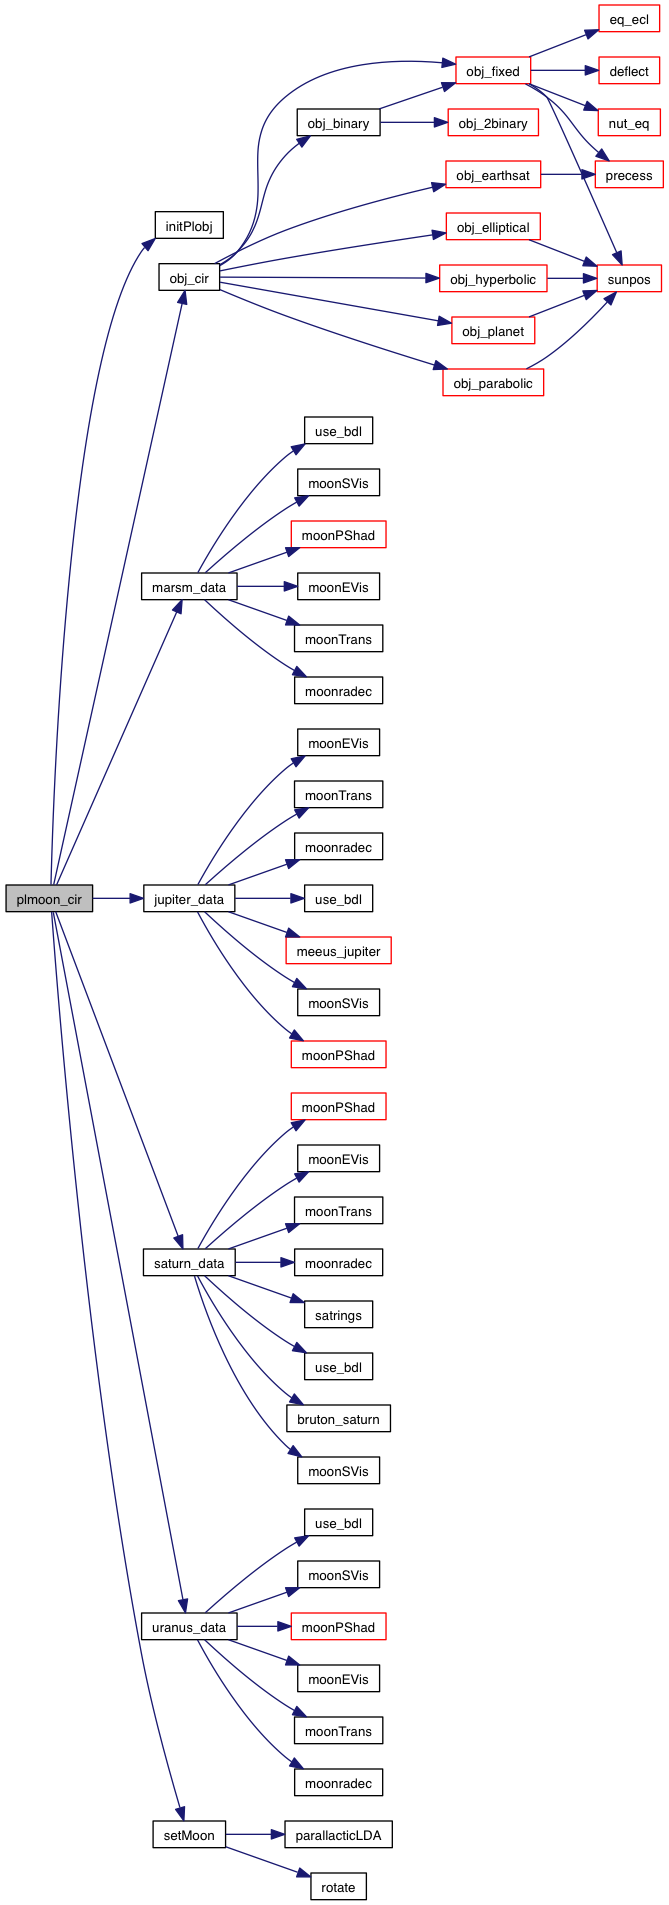 eq_ecl
obj_fixed
deflect
obj_binary
obj_2binary
nut_eq
obj_earthsat
precess
initPlobj
obj_elliptical
obj_cir
obj_hyperbolic
sunpos
obj_planet
obj_parabolic
use_bdl
moonSVis
moonPShad
marsm_data
moonEVis
moonTrans
moonradec
moonEVis
moonTrans
moonradec
plmoon_cir
jupiter_data
use_bdl
meeus_jupiter
moonSVis
moonPShad
moonPShad
moonEVis
moonTrans
saturn_data
moonradec
satrings
use_bdl
bruton_saturn
moonSVis
use_bdl
moonSVis
uranus_data
moonPShad
moonEVis
moonTrans
moonradec
setMoon
parallacticLDA
rotate